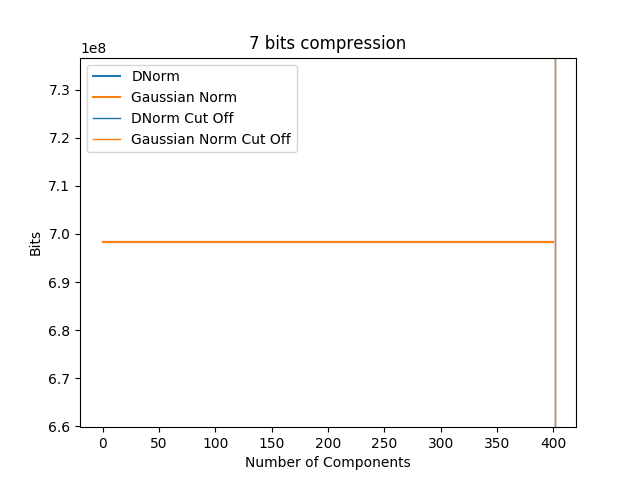 7 bits compression
1e8
DNorm
Gaussian Norm
DNorm Cut Off
Gaussian Norm Cut Off
7.3
7.2
7.1
7.0
6.9
6.8
6.7
6.6
Bits
0 50 100 150 200 250 300 350 400
Number of Components